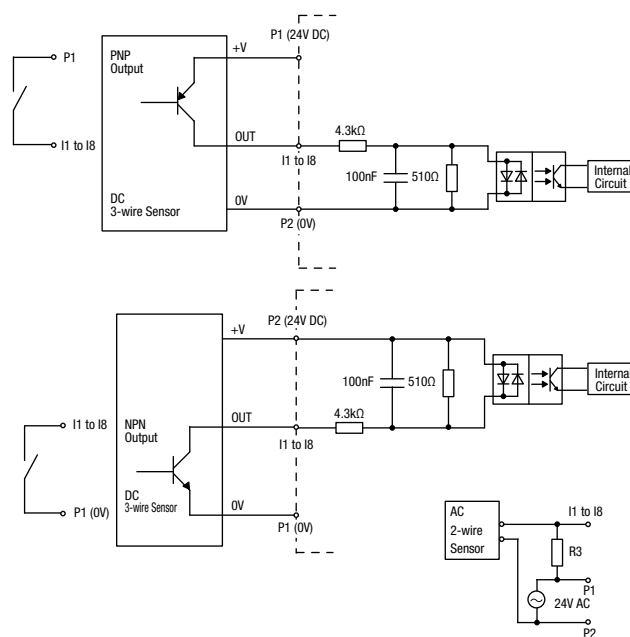 P1 (24V DC)
+V
P1
PNP
Output
4.3kΩ
OUT
I1 to I8
I1 to I8
100nF
510Ω
Internal
Circuit
DC
3-wire Sensor
0V
P2 (0V)
P2 (24V DC)
+V
100nF
510Ω
Internal
Circuit
I1 to I8
NPN
Output
OUT
4.3kΩ
I1 to I8
P1 (0V)
DC
3-wire Sensor
0V
P1 (0V)
AC
2-wire
Sensor
I1 to I8
R3
P1
24V AC
P2